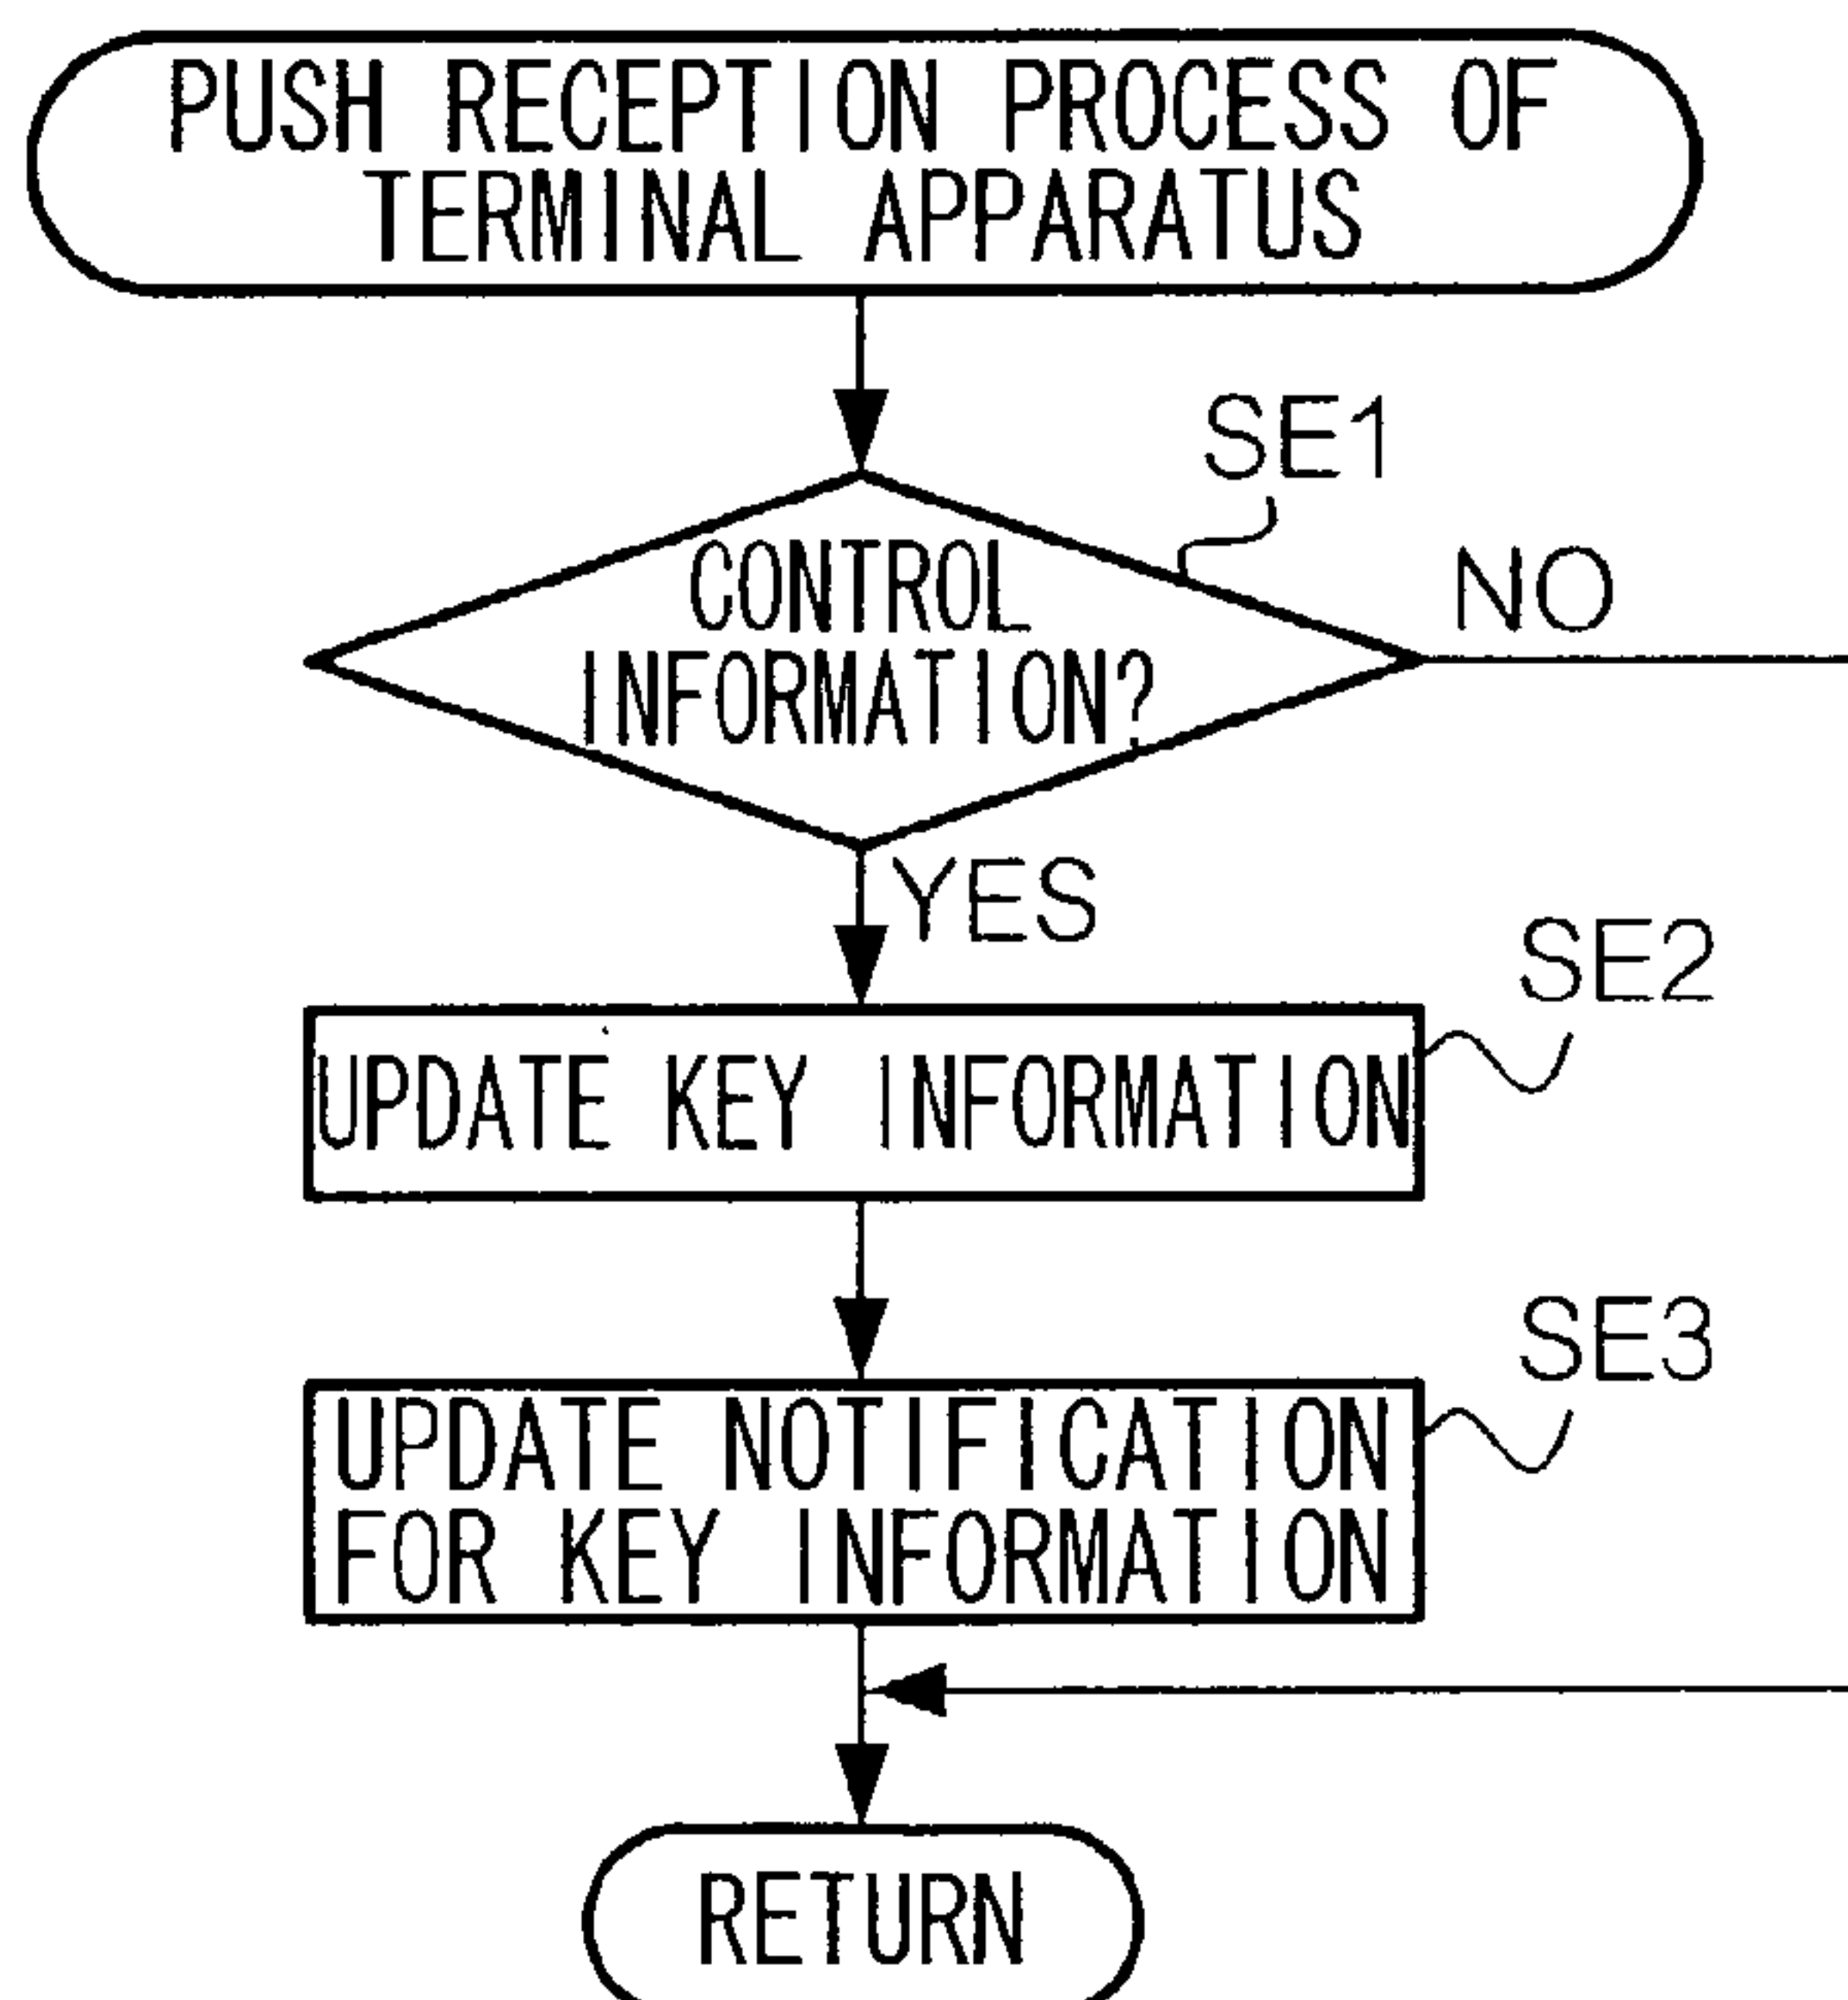 PUSH RECEPTION PROCESS OF
TERMINAL APPARATUS
SE1
CONTROL
INFORMATION?
NO
YES
SE2
UPDATE KEY INFORMATION
SE3
UPDATE NOTIFICATION
FOR KEY INFORMATION
RETURN